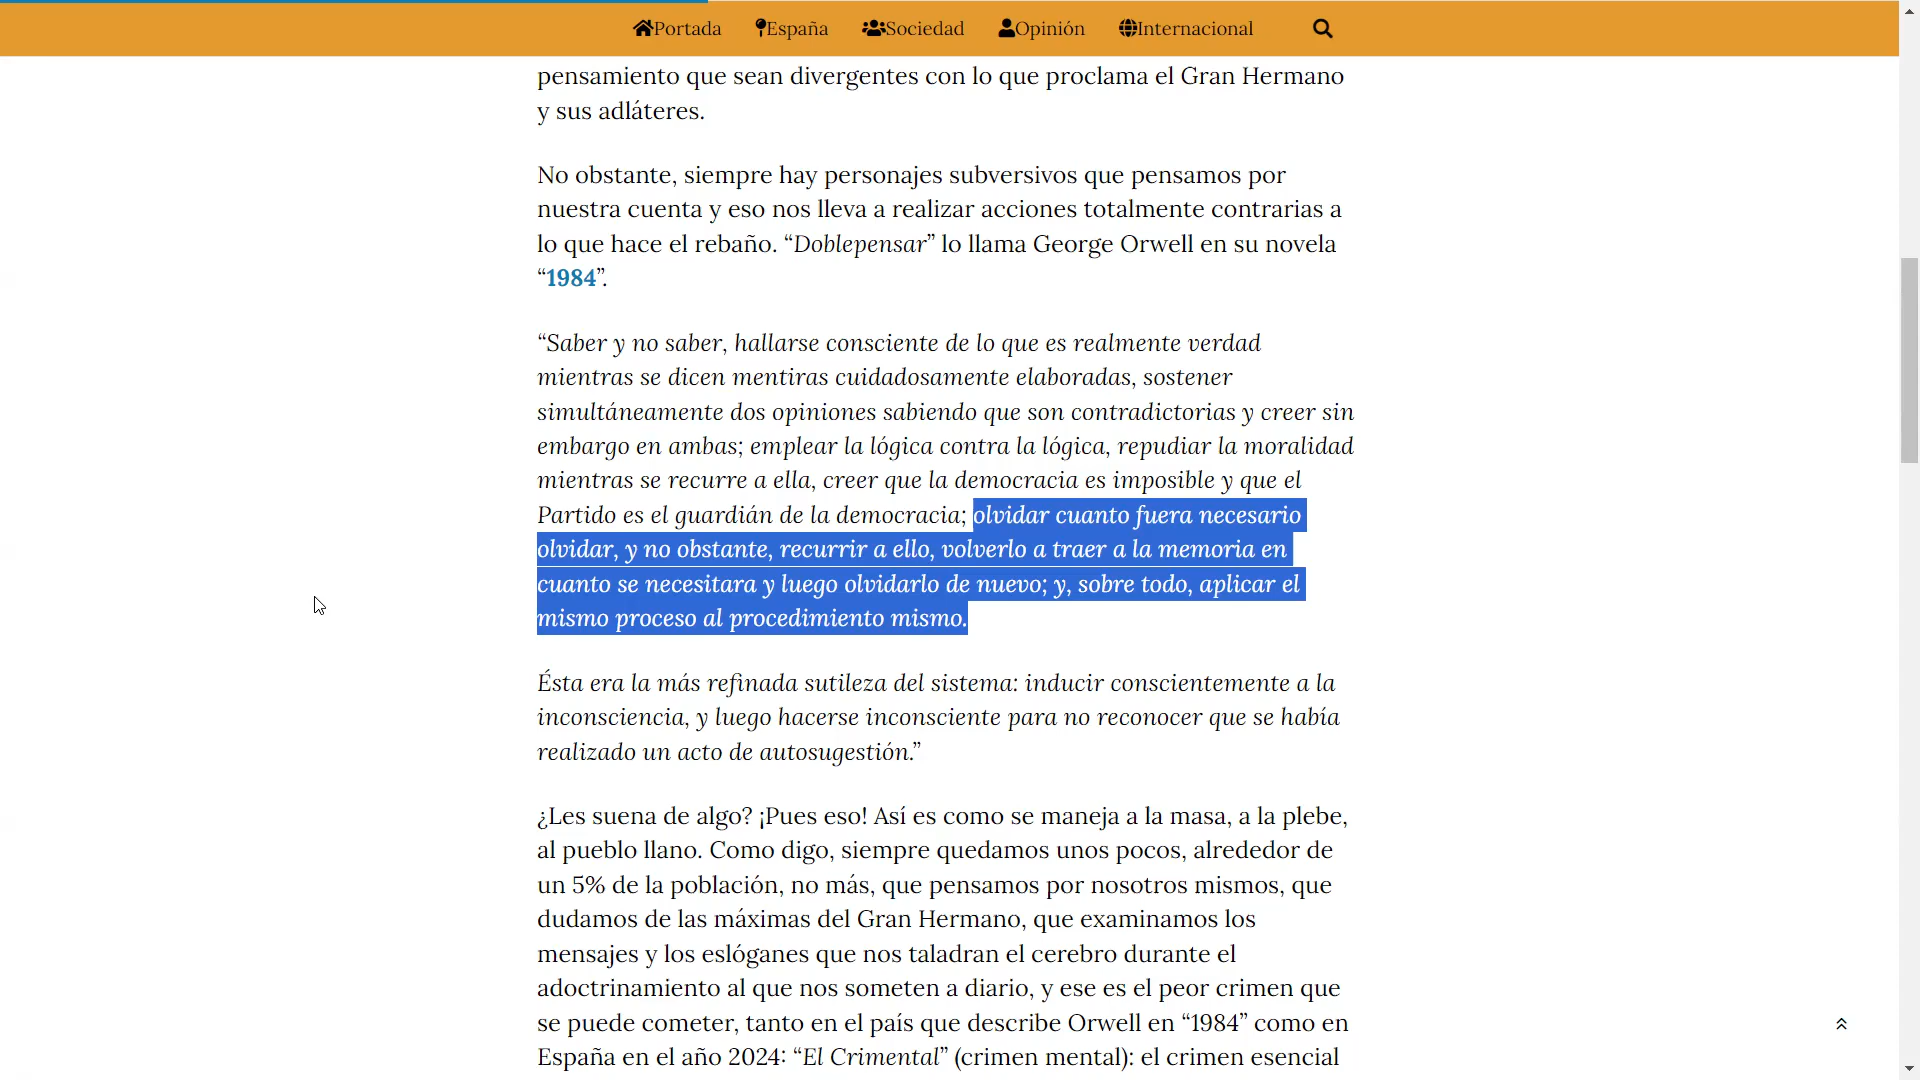 Portada España Sociedad Opinión Internacional
pensamiento que sean divergentes con lo que proclama el Gran Hermano
y sus adláteres.
No obstante, siempre hay personajes subversivos que pensamos por
nuestra cuenta y eso nos lleva a realizar acciones totalmente contrarias a
lo que hace el rebaño. “Doblepensar” lo llama George Orwell en su novela
“1984”.
“Saber y no saber, hallarse consciente de lo que es realmente verdad
mientras se dicen mentiras cuidadosamente elaboradas, sostener
simultáneamente dos opiniones sabiendo que son contradictorias y creer sin
embargo en ambas; emplear la lógica contra la lógica, repudiar la moralidad
mientras se recurre a ella, creer que la democracia es imposible y que el
Partido es el guardián de la democracia; olvidar cuanto fuera necesario
olvidar, y no obstante, recurrir a ello, volverlo a traer a la memoria en
cuanto se necesitara y luego olvidarlo de nuevo; y, sobre todo, aplicar el
mismo proceso al procedimiento mismo.
Ésta era la más refinada sutileza del sistema: inducir conscientemente a la
inconsciencia, y luego hacerse inconsciente para no reconocer que se había
realizado un acto de autosugestión.”
¿Les suena de algo? ¡Pues eso! Así es como se maneja a la masa, a la plebe,
al pueblo llano. Como digo, siempre quedamos unos pocos, alrededor de
un 5% de la población, no más, que pensamos por nosotros mismos, que
dudamos de las máximas del Gran Hermano, que examinamos los
mensajes y los eslóganes que nos taladran el cerebro durante el
adoctrinamiento al que nos someten a diario, y ese es el peor crimen que
se puede cometer, tanto en el país que describe Orwell en “1984” como en
España en el año 2024: “El Crimental” (crimen mental): el crimen esencial